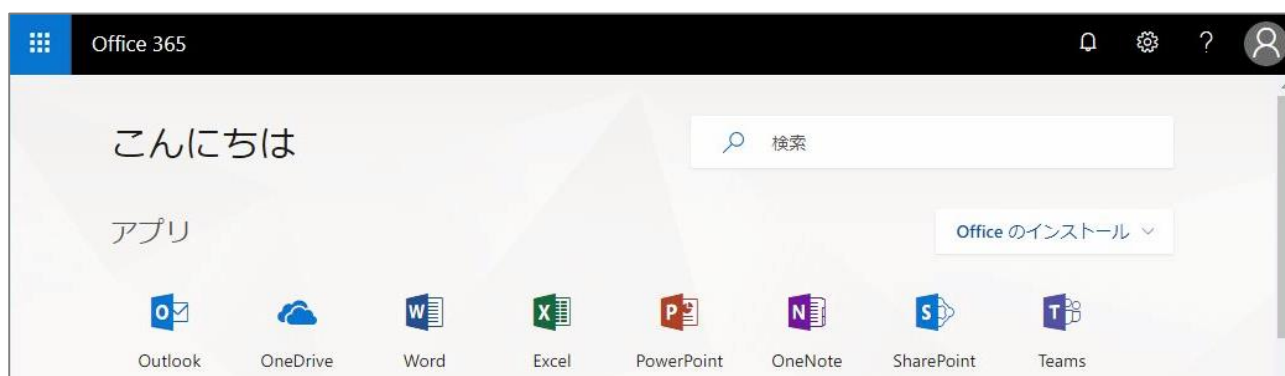 Office 365
こんにちは
検索
アプリ
Office のインストール
Outlook OneDrive Word Excel PowerPoint OneNote SharePoint Teams